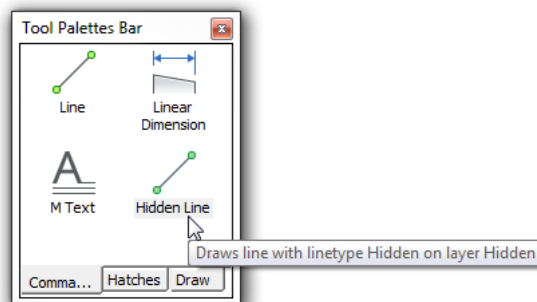 Tool Palettes Bar
Line
Linear
Dimension
M Text
Hidden Line
Draws line with linetype Hidden on layer Hidden
Comma...
Hatches
Draw